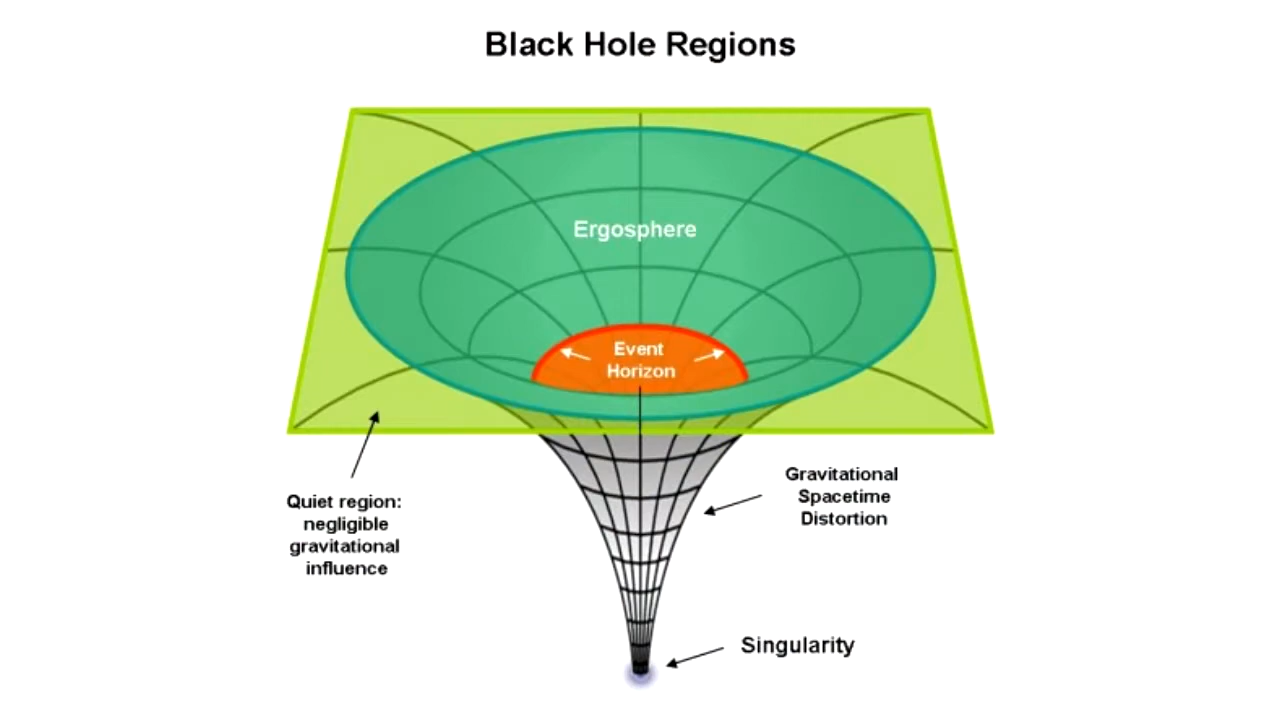 Black Hole Regions
Ergosphere
Event
Horizon
Quiet region:
negligible
gravitational
influence
Gravitational
Spacetime
Distortion
Singularity